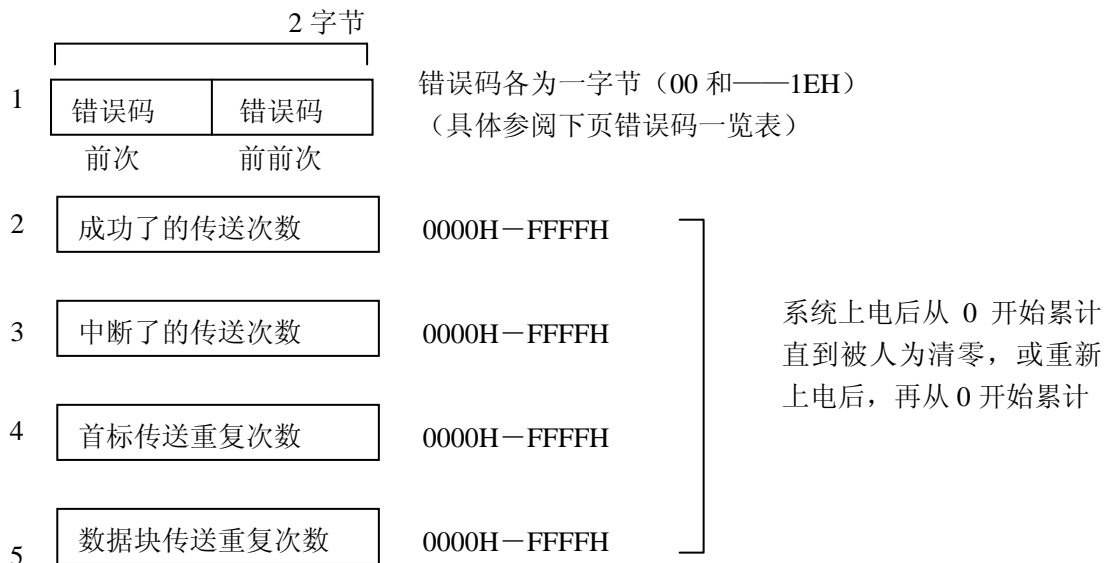 2 字节
1 错误码 错误码 错误码各为一字节（00 和——1EH）
（具体参阅下页错误码一览表）
前次 前前次
2 成功了的传送次数 0000H－FFFFH
3 中断了的传送次数 0000H－FFFFH
系统上电后从 0 开始累计
直到被人为清零，或重新
上电后，再从 0 开始累计
4 首标传送重复次数 0000H－FFFFH
5 数据块传送重复次数 0000H－FFFFH